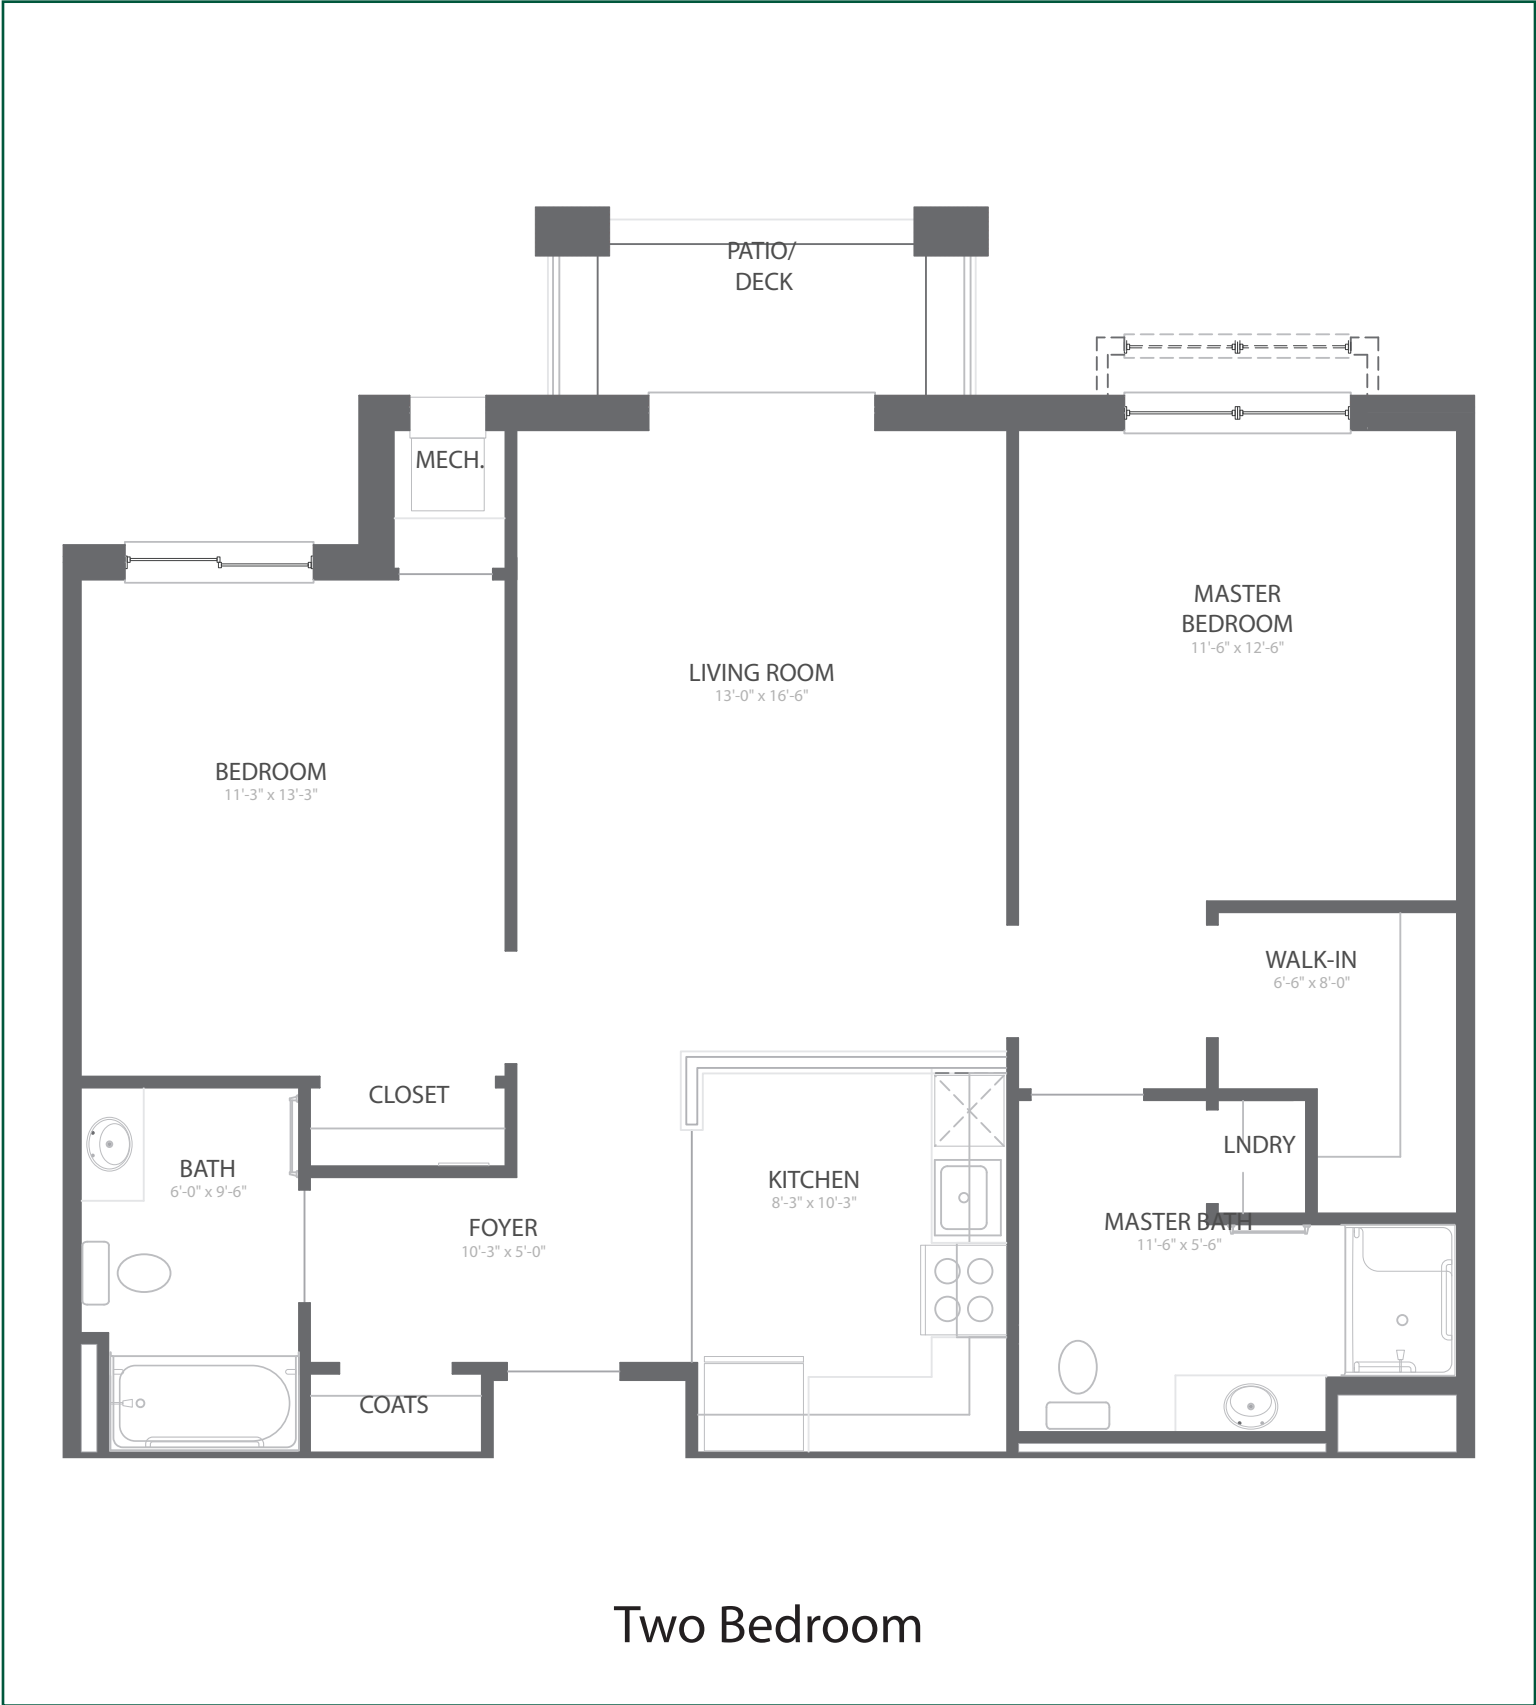 PATIO/
DECK
MECH.
MASTER
BEDROOM
11'-6" x 12'-6"
LIVING ROOM
13'-0" x 16'-6"
BEDROOM
11'-3" x 13'-3"
WALK-IN
6'-6" x 8'-0"
CLOSET
LNDRY
BATH
6'-0" x 9'-6"
KITCHEN
8'-3" x 10'-3"
FOYER
10'-3" x 5'-0"
MASTER BATH
11'-6" x 5'-6"
COATS
Two Bedroom